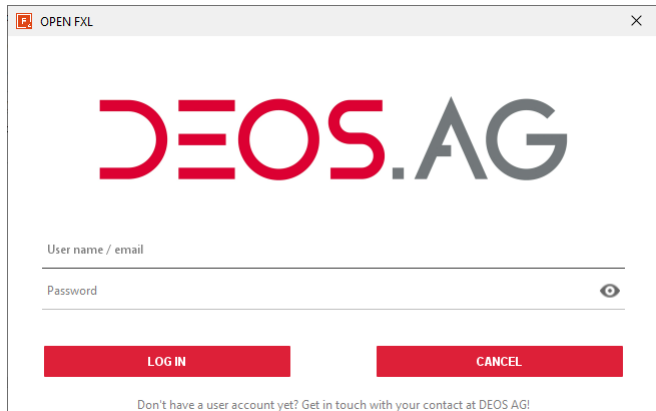 OPEN FXL
DEOS.AG
User name / email
Password
LOG IN
CANCEL
Don't have a user account yet? Get in touch with your contact at DEOS AG!